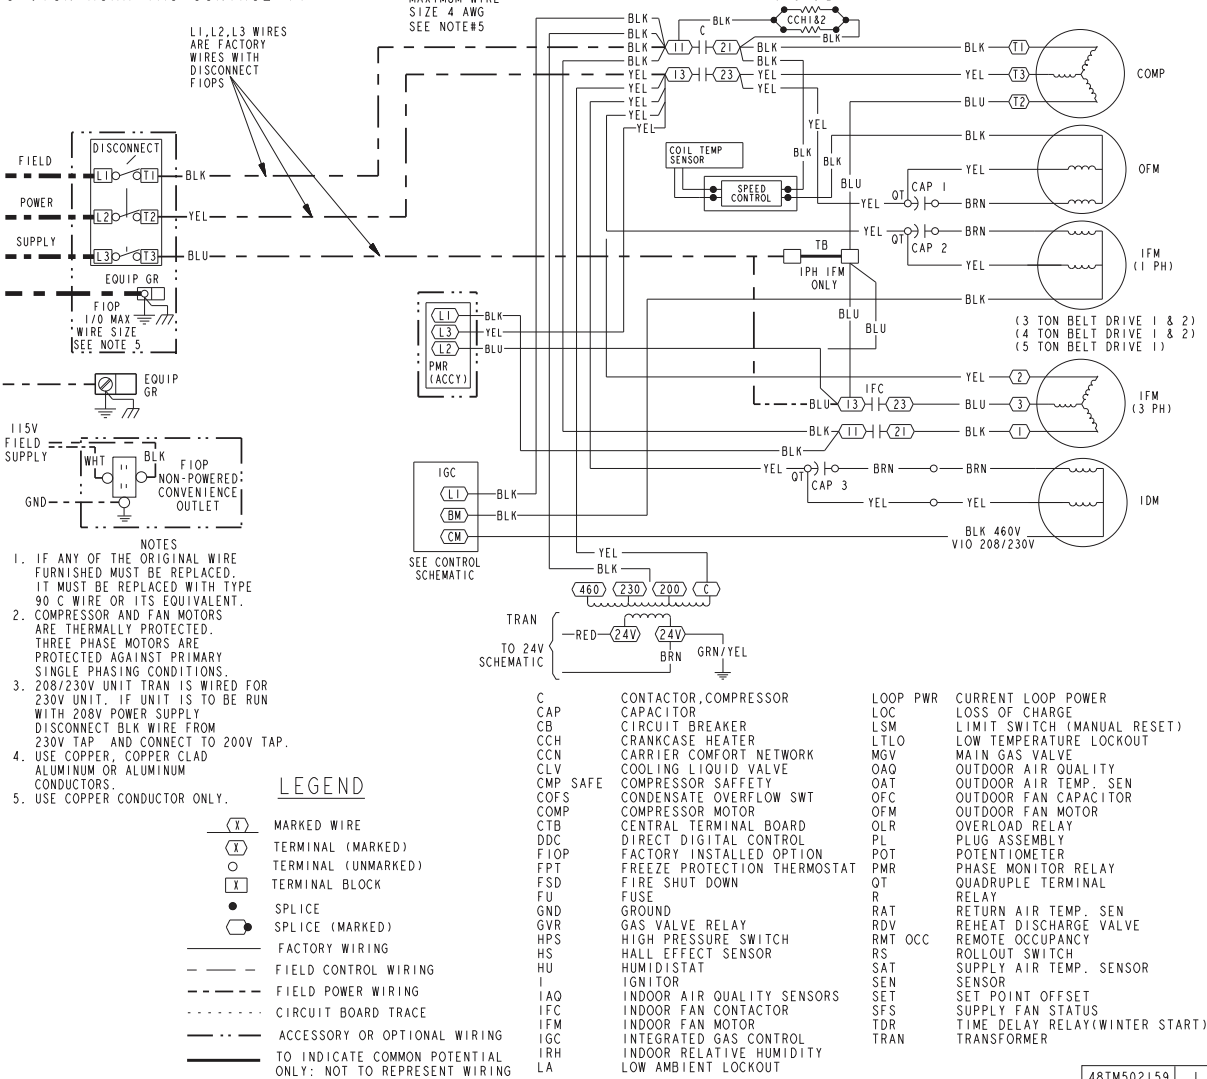 SIZE 4 AWG
SEE NOTE#5
L1,L2,L3 WIRES
ARE FACTORY
WIRES WITH
DISCONNECT
FIOPS
FIELD
POWER
SUPPLY
DISCONNECT
L1 T1 BLK
L2 T2 YEL
L3 T3 BLU
EQUIP GR
FIOP
1/0 MAX
WIRE SIZE
SEE NOTE 5
EQUIP
GR
115V
FIELD
SUPPLY
WHT
BLK
FIOP
NON-POWERED
CONVENIENCE
OUTLET
GND
BLK
BLK
BLK 11 C 21 BLK
BLK
BLK
BLK
CCH1&2
BLK
YEL 13 23 YEL
YEL
YEL
YEL
YEL
YEL
BLK T1
YEL T3
BLU T2
COMP
COIL TEMP
SENSOR
SPEED
CONTROL
BLK
YEL
BLK
BLU
BLK
YEL
YEL QT CAP 1 BRN
OFM
YEL QT CAP 2 BRN
YEL
BLK
IFM
(1 PH)
TB
1PH IFM
ONLY
BLU
BLU
(3 TON BELT DRIVE 1 & 2)
(4 TON BELT DRIVE 1 & 2)
(5 TON BELT DRIVE 1)
L1 BLK
L3 YEL
L2 BLU
PMR
(ACCY)
YEL 2
IFC
BLU 13 23 BLU 3
BLK 11 21 BLK 1
BLK
IFM
(3 PH)
YEL QT CAP 3 BRN BRN
YEL YEL
IDM
BLK 460V
VIO 208/230V
IGC
L1 BLK
BM BLK
CM
SEE CONTROL
SCHEMATIC
YEL
BLK
460 230 200 C
TRAN
RED 24V 24V
BRN
GRN/YEL
TO 24V
SCHEMATIC
NOTES
1. IF ANY OF THE ORIGINAL WIRE
FURNISHED MUST BE REPLACED.
IT MUST BE REPLACED WITH TYPE
90 C WIRE OR ITS EQUIVALENT.
2. COMPRESSOR AND FAN MOTORS
ARE THERMALLY PROTECTED.
THREE PHASE MOTORS ARE
PROTECTED AGAINST PRIMARY
SINGLE PHASING CONDITIONS.
3. 208/230V UNIT TRAN IS WIRED FOR
230V UNIT. IF UNIT IS TO BE RUN
WITH 208V POWER SUPPLY
DISCONNECT BLK WIRE FROM
230V TAP AND CONNECT TO 200V TAP.
4. USE COPPER, COPPER CLAD
ALUMINUM OR ALUMINUM
CONDUCTORS.
5. USE COPPER CONDUCTOR ONLY.
LEGEND
X MARKED WIRE
X TERMINAL (MARKED)
TERMINAL (UNMARKED)
X TERMINAL BLOCK
SPLICE
SPLICE (MARKED)
FACTORY WIRING
FIELD CONTROL WIRING
FIELD POWER WIRING
CIRCUIT BOARD TRACE
ACCESSORY OR OPTIONAL WIRING
TO INDICATE COMMON POTENTIAL
ONLY: NOT TO REPRESENT WIRING
C CONTACTOR,COMPRESSOR
CAP CAPACITOR
CB CIRCUIT BREAKER
CCH CRANKCASE HEATER
CCN CARRIER COMFORT NETWORK
CLV COOLING LIQUID VALVE
CMP SAFE COMPRESSOR SAFFETY
COFS CONDENSATE OVERFLOW SWT
COMP COMPRESSOR MOTOR
CTB CENTRAL TERMINAL BOARD
DDC DIRECT DIGITAL CONTROL
FIOP FACTORY INSTALLED OPTION
FPT FREEZE PROTECTION THERMOSTAT
FSD FIRE SHUT DOWN
FU FUSE
GND GROUND
GVR GAS VALVE RELAY
HPS HIGH PRESSURE SWITCH
HS HALL EFFECT SENSOR
HU HUMIDISTAT
I IGNITOR
IAQ INDOOR AIR QUALITY SENSORS
IFC INDOOR FAN CONTACTOR
IFM INDOOR FAN MOTOR
IGC INTEGRATED GAS CONTROL
IRH INDOOR RELATIVE HUMIDITY
LA LOW AMBIENT LOCKOUT
LOOP PWR CURRENT LOOP POWER
LOC LOSS OF CHARGE
LSM LIMIT SWITCH (MANUAL RESET)
LTLO LOW TEMPERATURE LOCKOUT
MGV MAIN GAS VALVE
OAQ OUTDOOR AIR QUALITY
OAT OUTDOOR AIR TEMP. SEN
OFC OUTDOOR FAN CAPACITOR
OFM OUTDOOR FAN MOTOR
OLR OVERLOAD RELAY
PL PLUG ASSEMBLY
POT POTENTIOMETER
PMR PHASE MONITOR RELAY
QT QUADRUPLE TERMINAL
R RELAY
RAT RETURN AIR TEMP. SEN
RDV REHEAT DISCHARGE VALVE
RMT OCC REMOTE OCCUPANCY
RS ROLLOUT SWITCH
SAT SUPPLY AIR TEMP. SENSOR
SEN SENSOR
SET SET POINT OFFSET
SFS SUPPLY FAN STATUS
TDR TIME DELAY RELAY(WINTER START)
TRAN TRANSFORMER
48TM502159 1